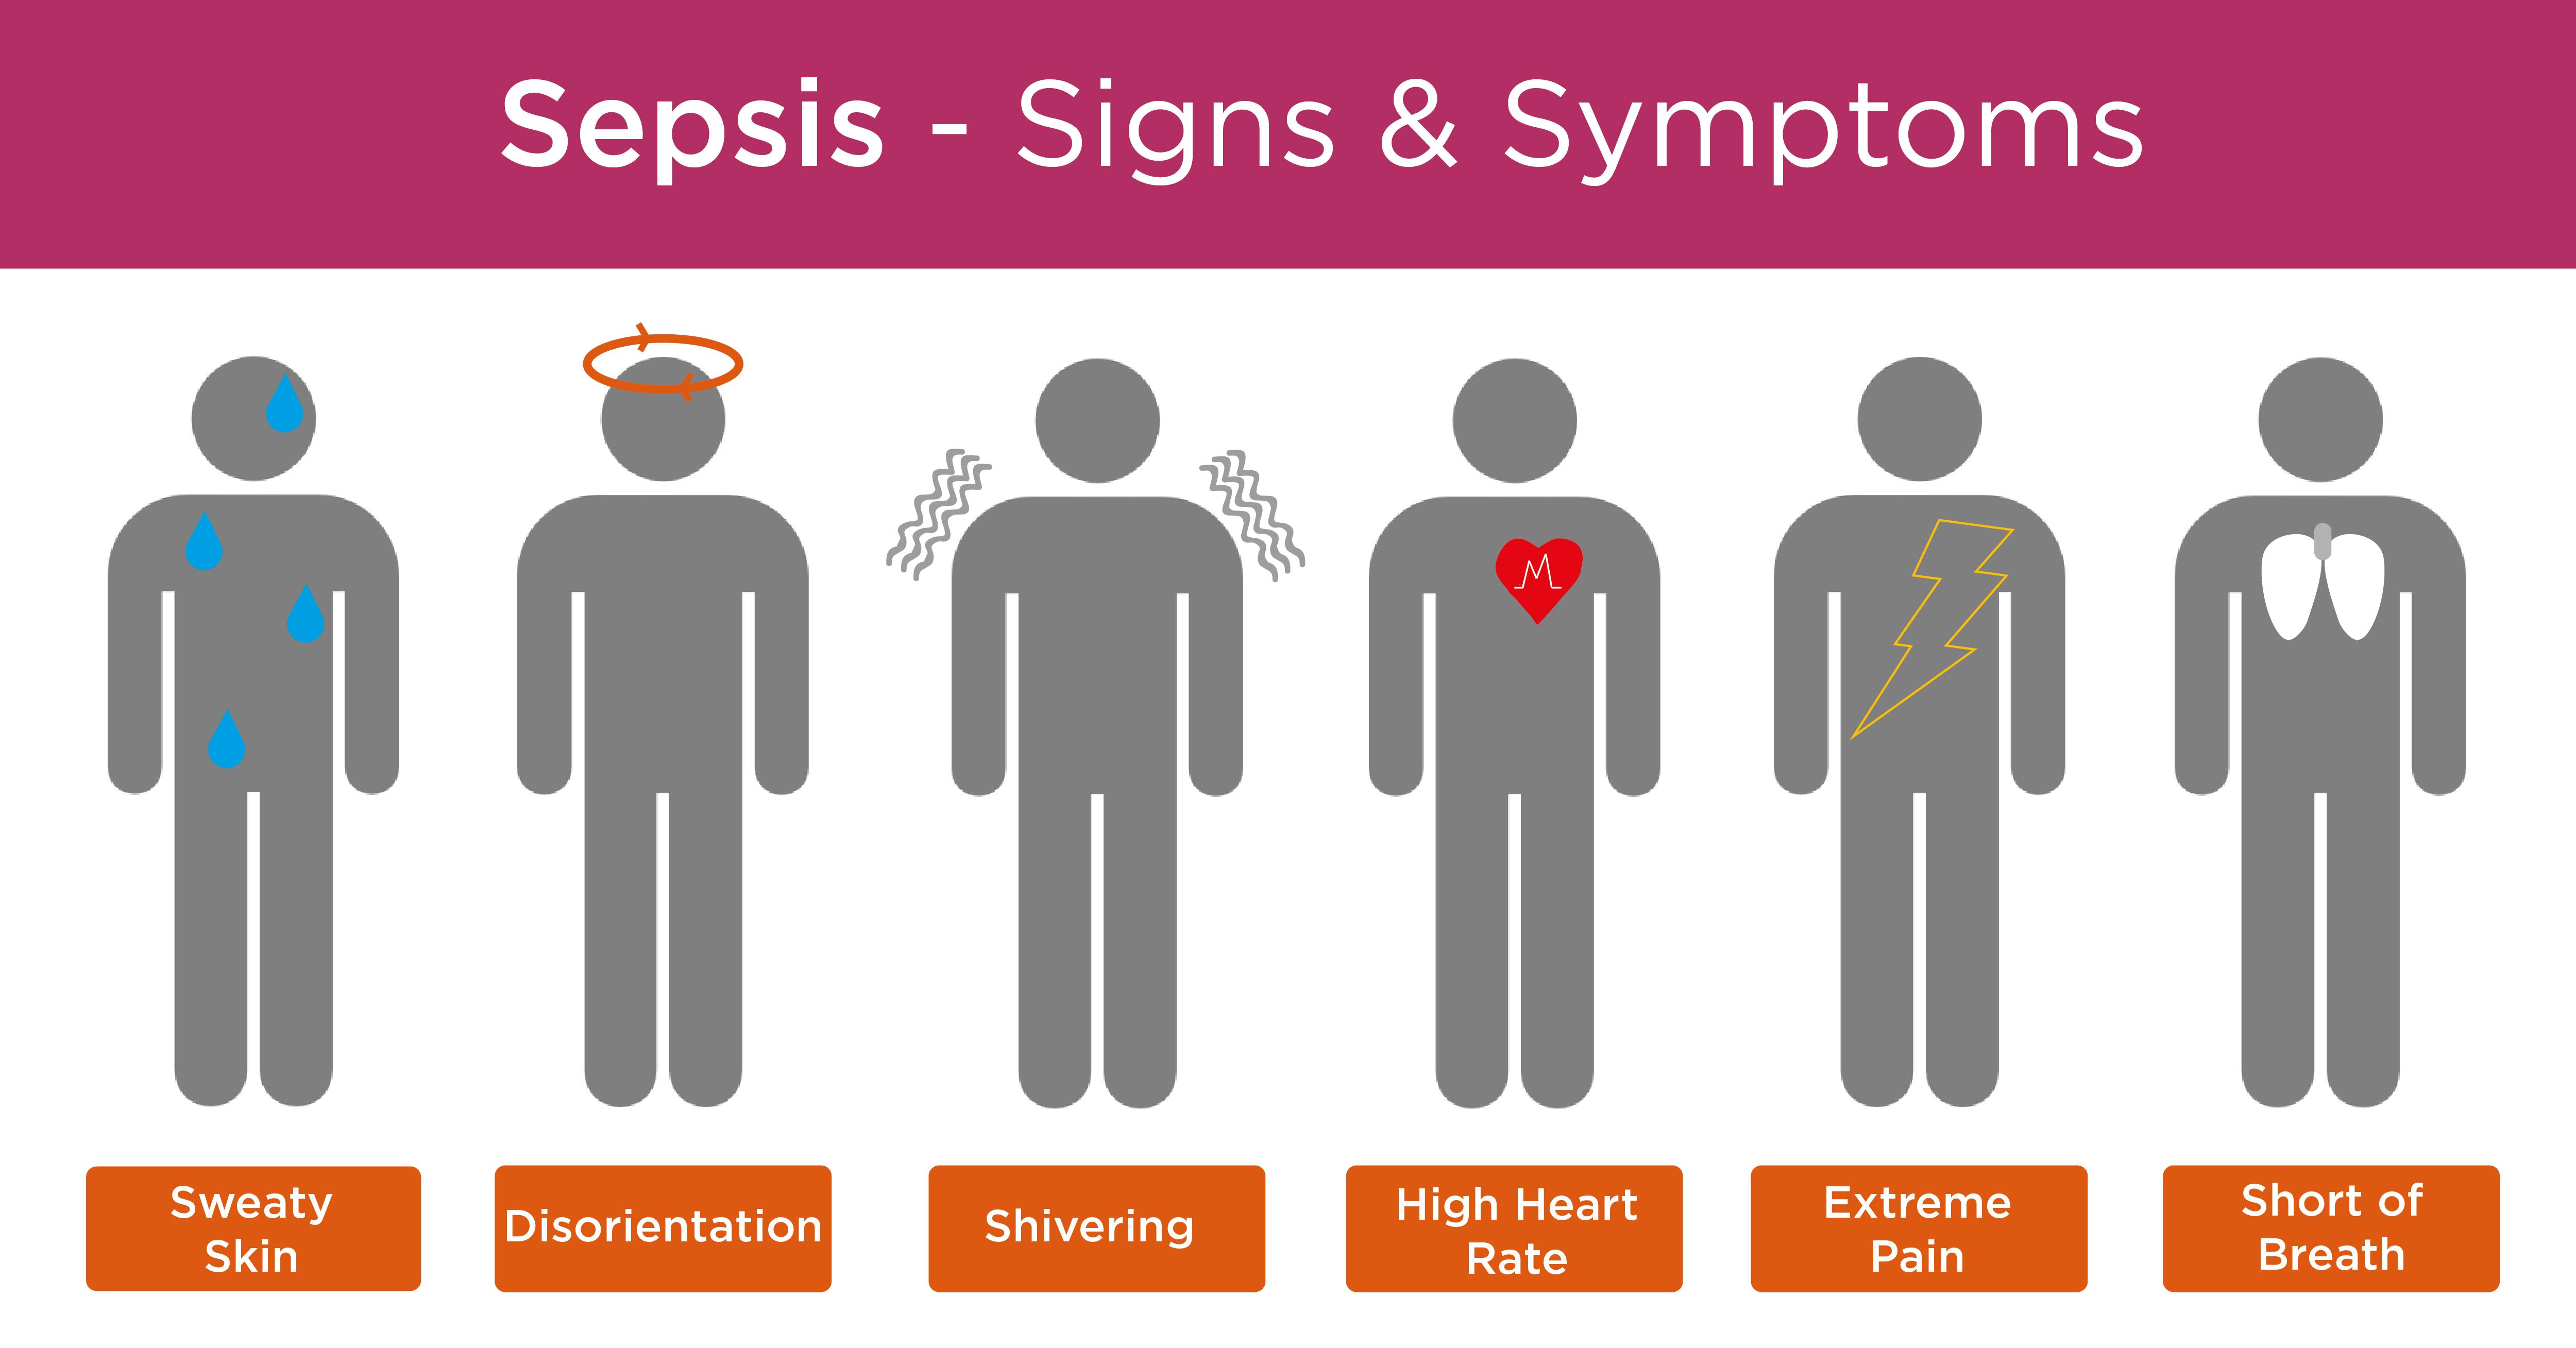 Sepsis - Signs & Symptoms
Sweaty
Skin
Disorientation
Shivering
High Heart
Rate
Extreme
Pain
Short of
Breath